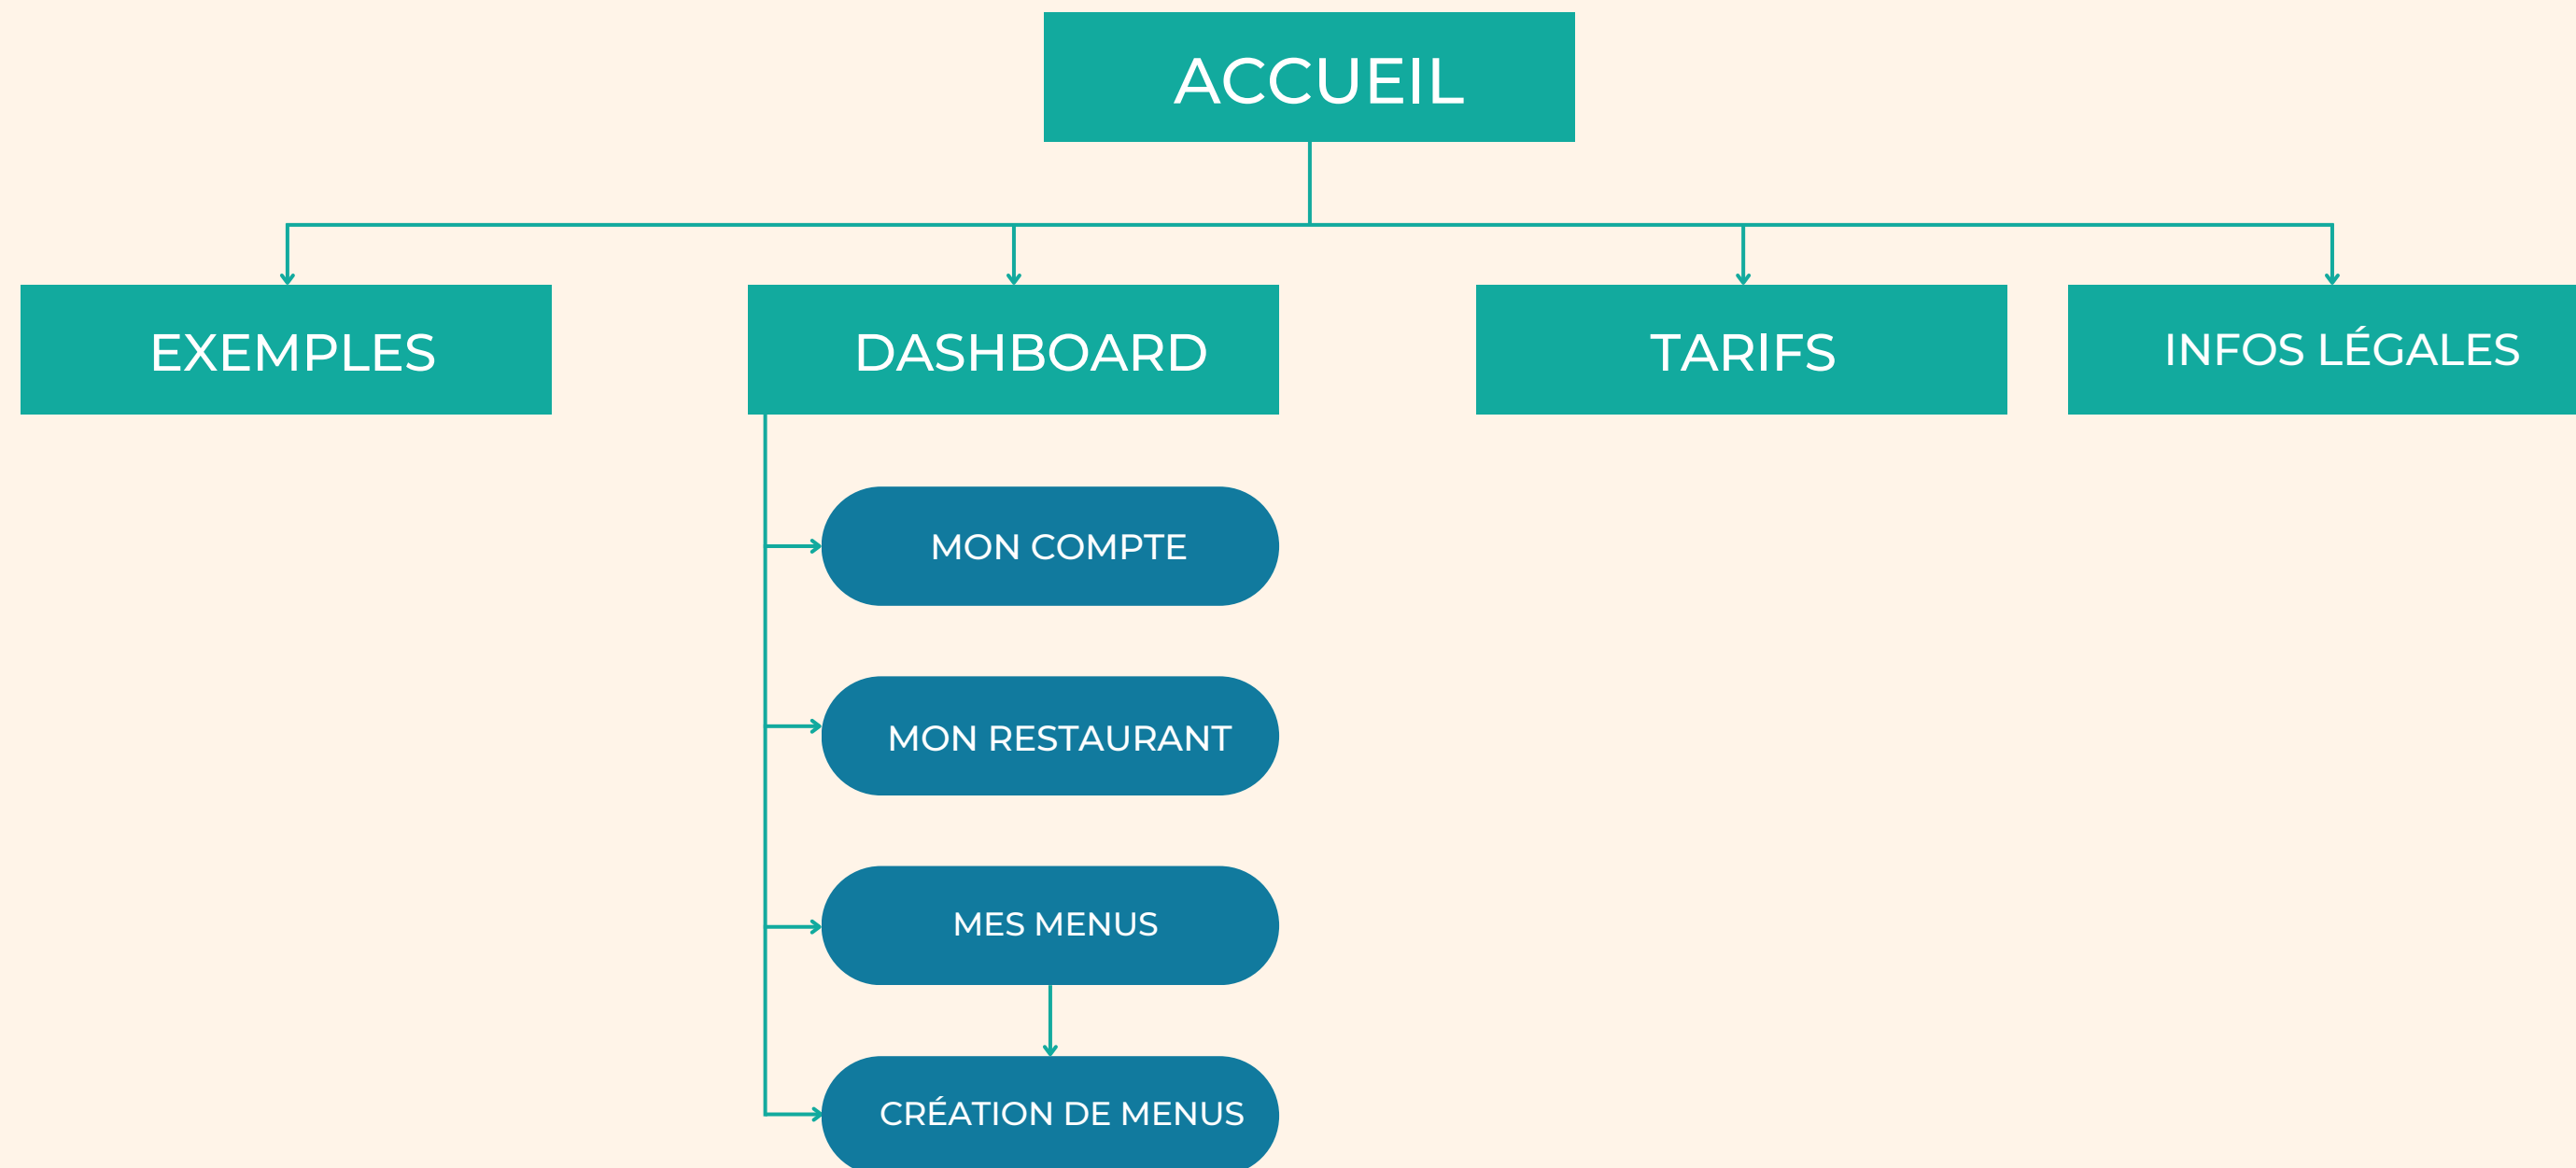 ACCUEIL
EXEMPLES
DASHBOARD
TARIFS
INFOS LÉGALES
MON COMPTE
MON RESTAURANT
MES MENUS
CRÉATION DE MENUS